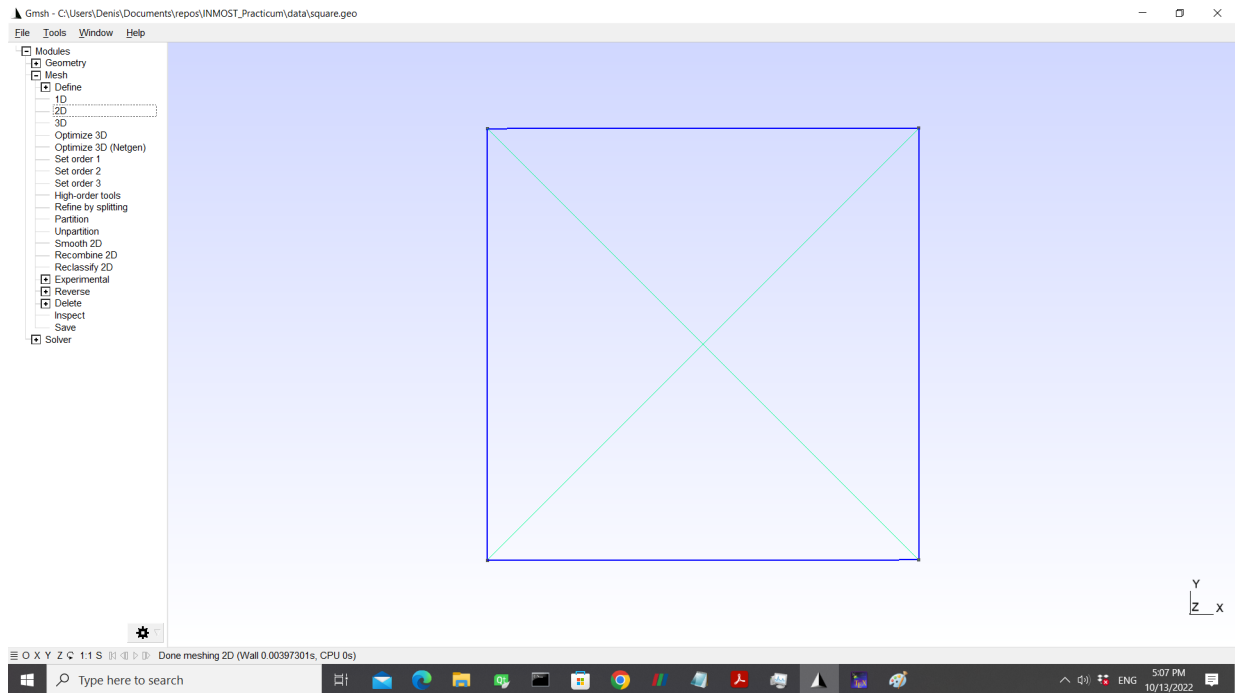 Gmsh - C:\Users\Denis\Documents\repos\INMOST_Practicum\data\square.geo
File Tools Window Help
Modules
Geometry
Mesh
Define
1D
2D
3D
Optimize 3D
Optimize 3D (Netgen)
Set order 1
Set order 2
Set order 3
High-order tools
Refine by splitting
Partition
Unpartition
Smooth 2D
Recombine 2D
Reclassify 2D
Experimental
Reverse
Delete
Inspect
Save
Solver
Y
Z X
O X Y Z 1:1 S Done meshing 2D (Wall 0.00397301s, CPU 0s)
Type here to search
ENG
5:07 PM
10/13/2022